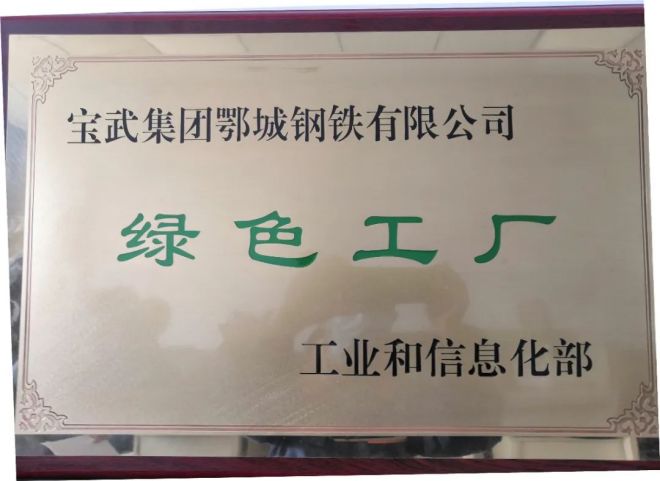 宝武集团鄂城钢铁有限公司
绿色工厂
工业和信息化部